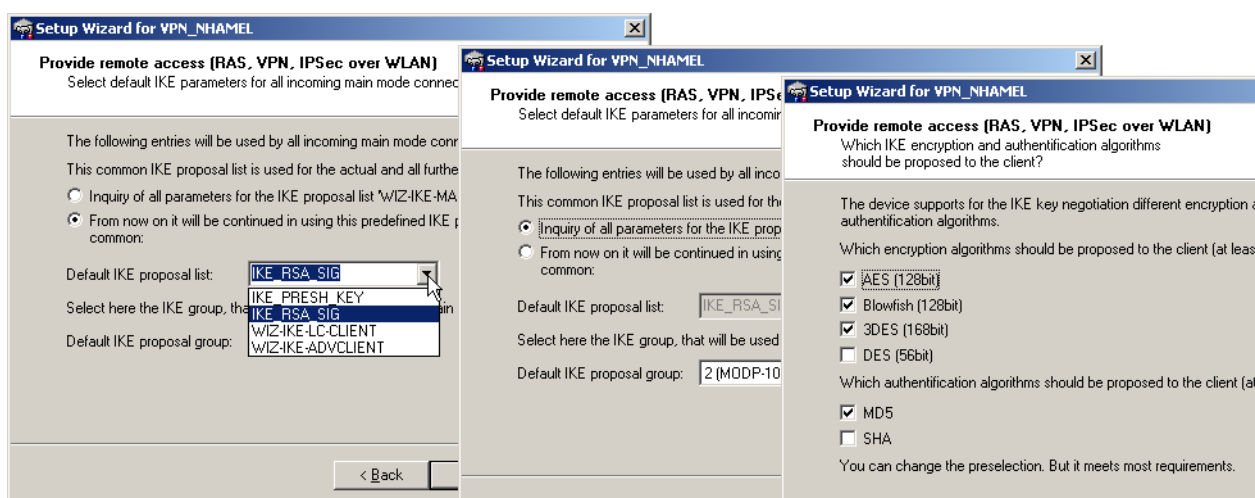 Setup Wizard for VPN_NHAMEL
Provide remote access (RAS, VPN, IPSec over WLAN)
Select default IKE parameters for all incoming main mode connec
The following entries will be used by all incoming main mode conn
This common IKE proposal list is used for the actual and all furthe
Inquiry of all parameters for the IKE proposal list 'WIZ-IKE-MA
From now on it will be continued in using this predefined IKE p
common:
Default IKE proposal list: IKE_RSA_SIG
IKE_PRESH_KEY
IKE_RSA_SIG
WIZ-IKE-LC-CLIENT
WIZ-IKE-ADVCLIENT
Select here the IKE group, tha ain
Default IKE proposal group:
< Back
Setup Wizard for VPN_NHAMEL
Provide remote access (RAS, VPN, IPSe
Select default IKE parameters for all incomin
The following entries will be used by all inco
This common IKE proposal list is used for the
Inquiry of all parameters for the IKE prop
From now on it will be continued in using
common:
Default IKE proposal list: IKE_RSA_SI
Select here the IKE group, that will be used
Default IKE proposal group: 2 (MODP-10
Setup Wizard for VPN_NHAMEL
Provide remote access (RAS, VPN, IPSec over WLAN)
Which IKE encryption and authentification algorithms
should be proposed to the client?
The device supports for the IKE key negotiation different encryption a
authentification algorithms.
Which encryption algorithms should be proposed to the client (at leas
AES (128bit)
Blowfish (128bit)
3DES (168bit)
DES (56bit)
Which authentification algorithms should be proposed to the client (at
MD5
SHA
You can change the preselection. But it meets most requirements.